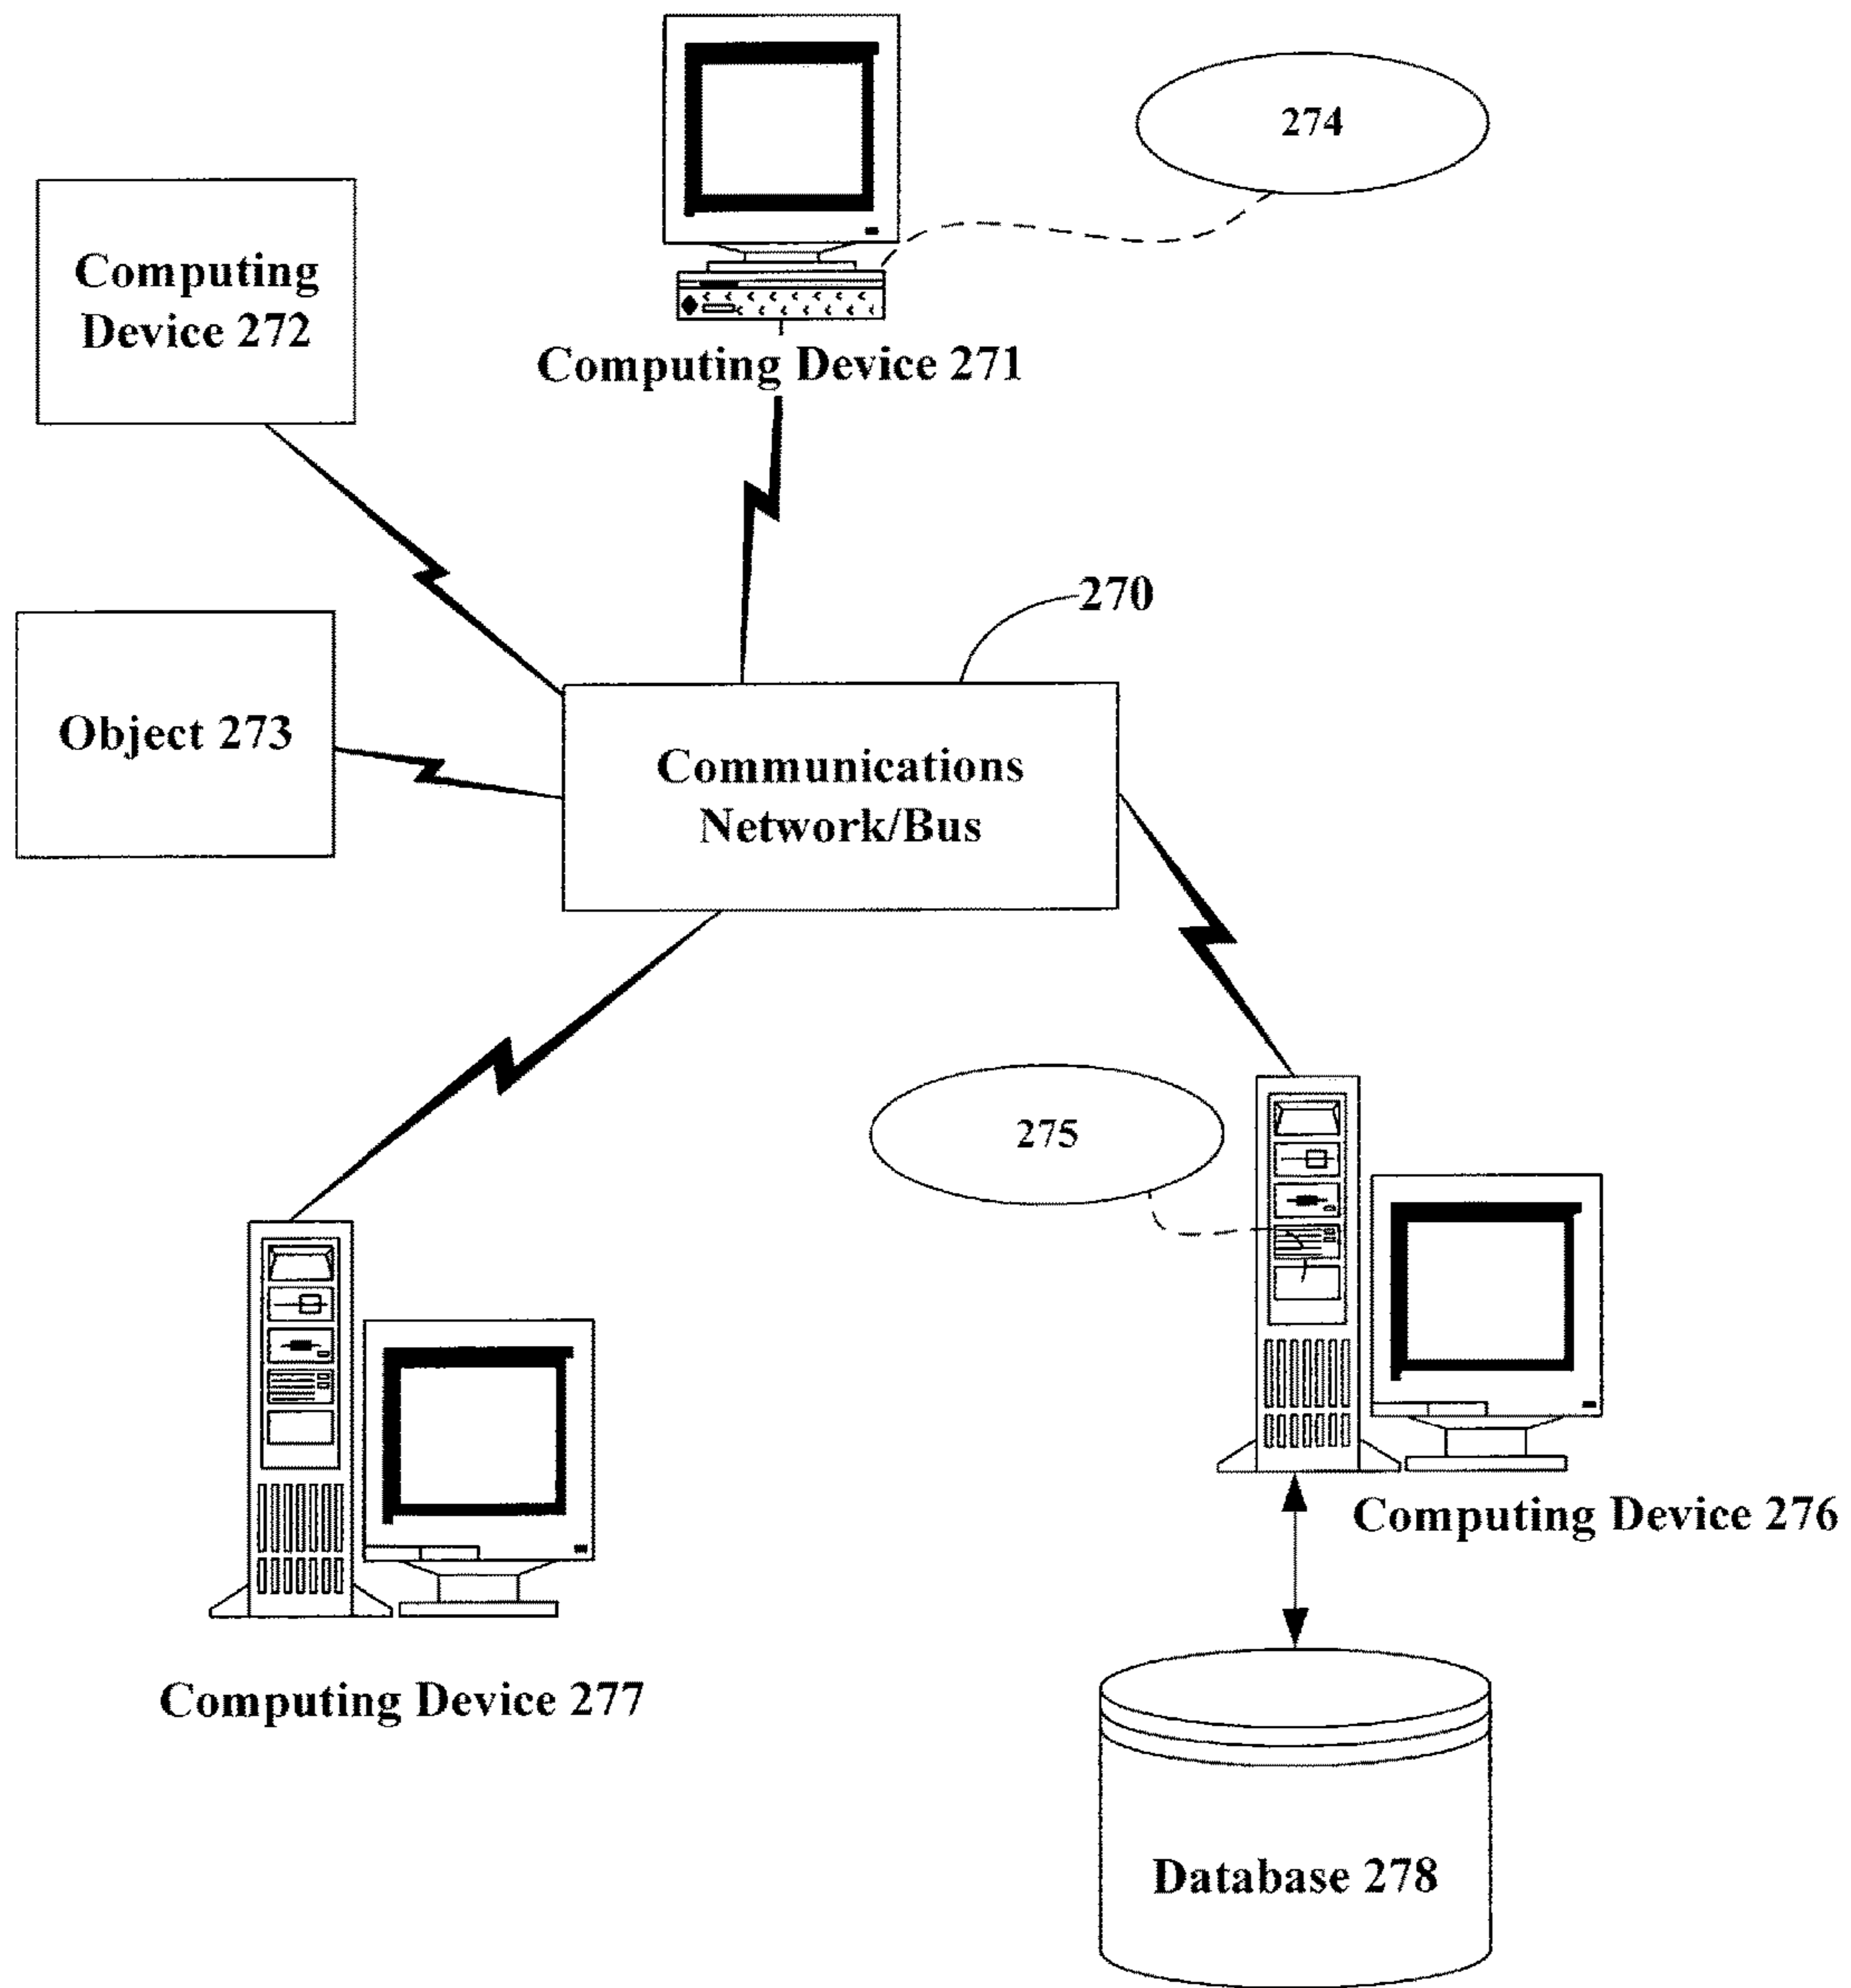 274
Computing
Device 272
Computing Device 271
270
Object 273
Communications
Network/Bus
275
Computing Device 276
Computing Device 277
Database 278